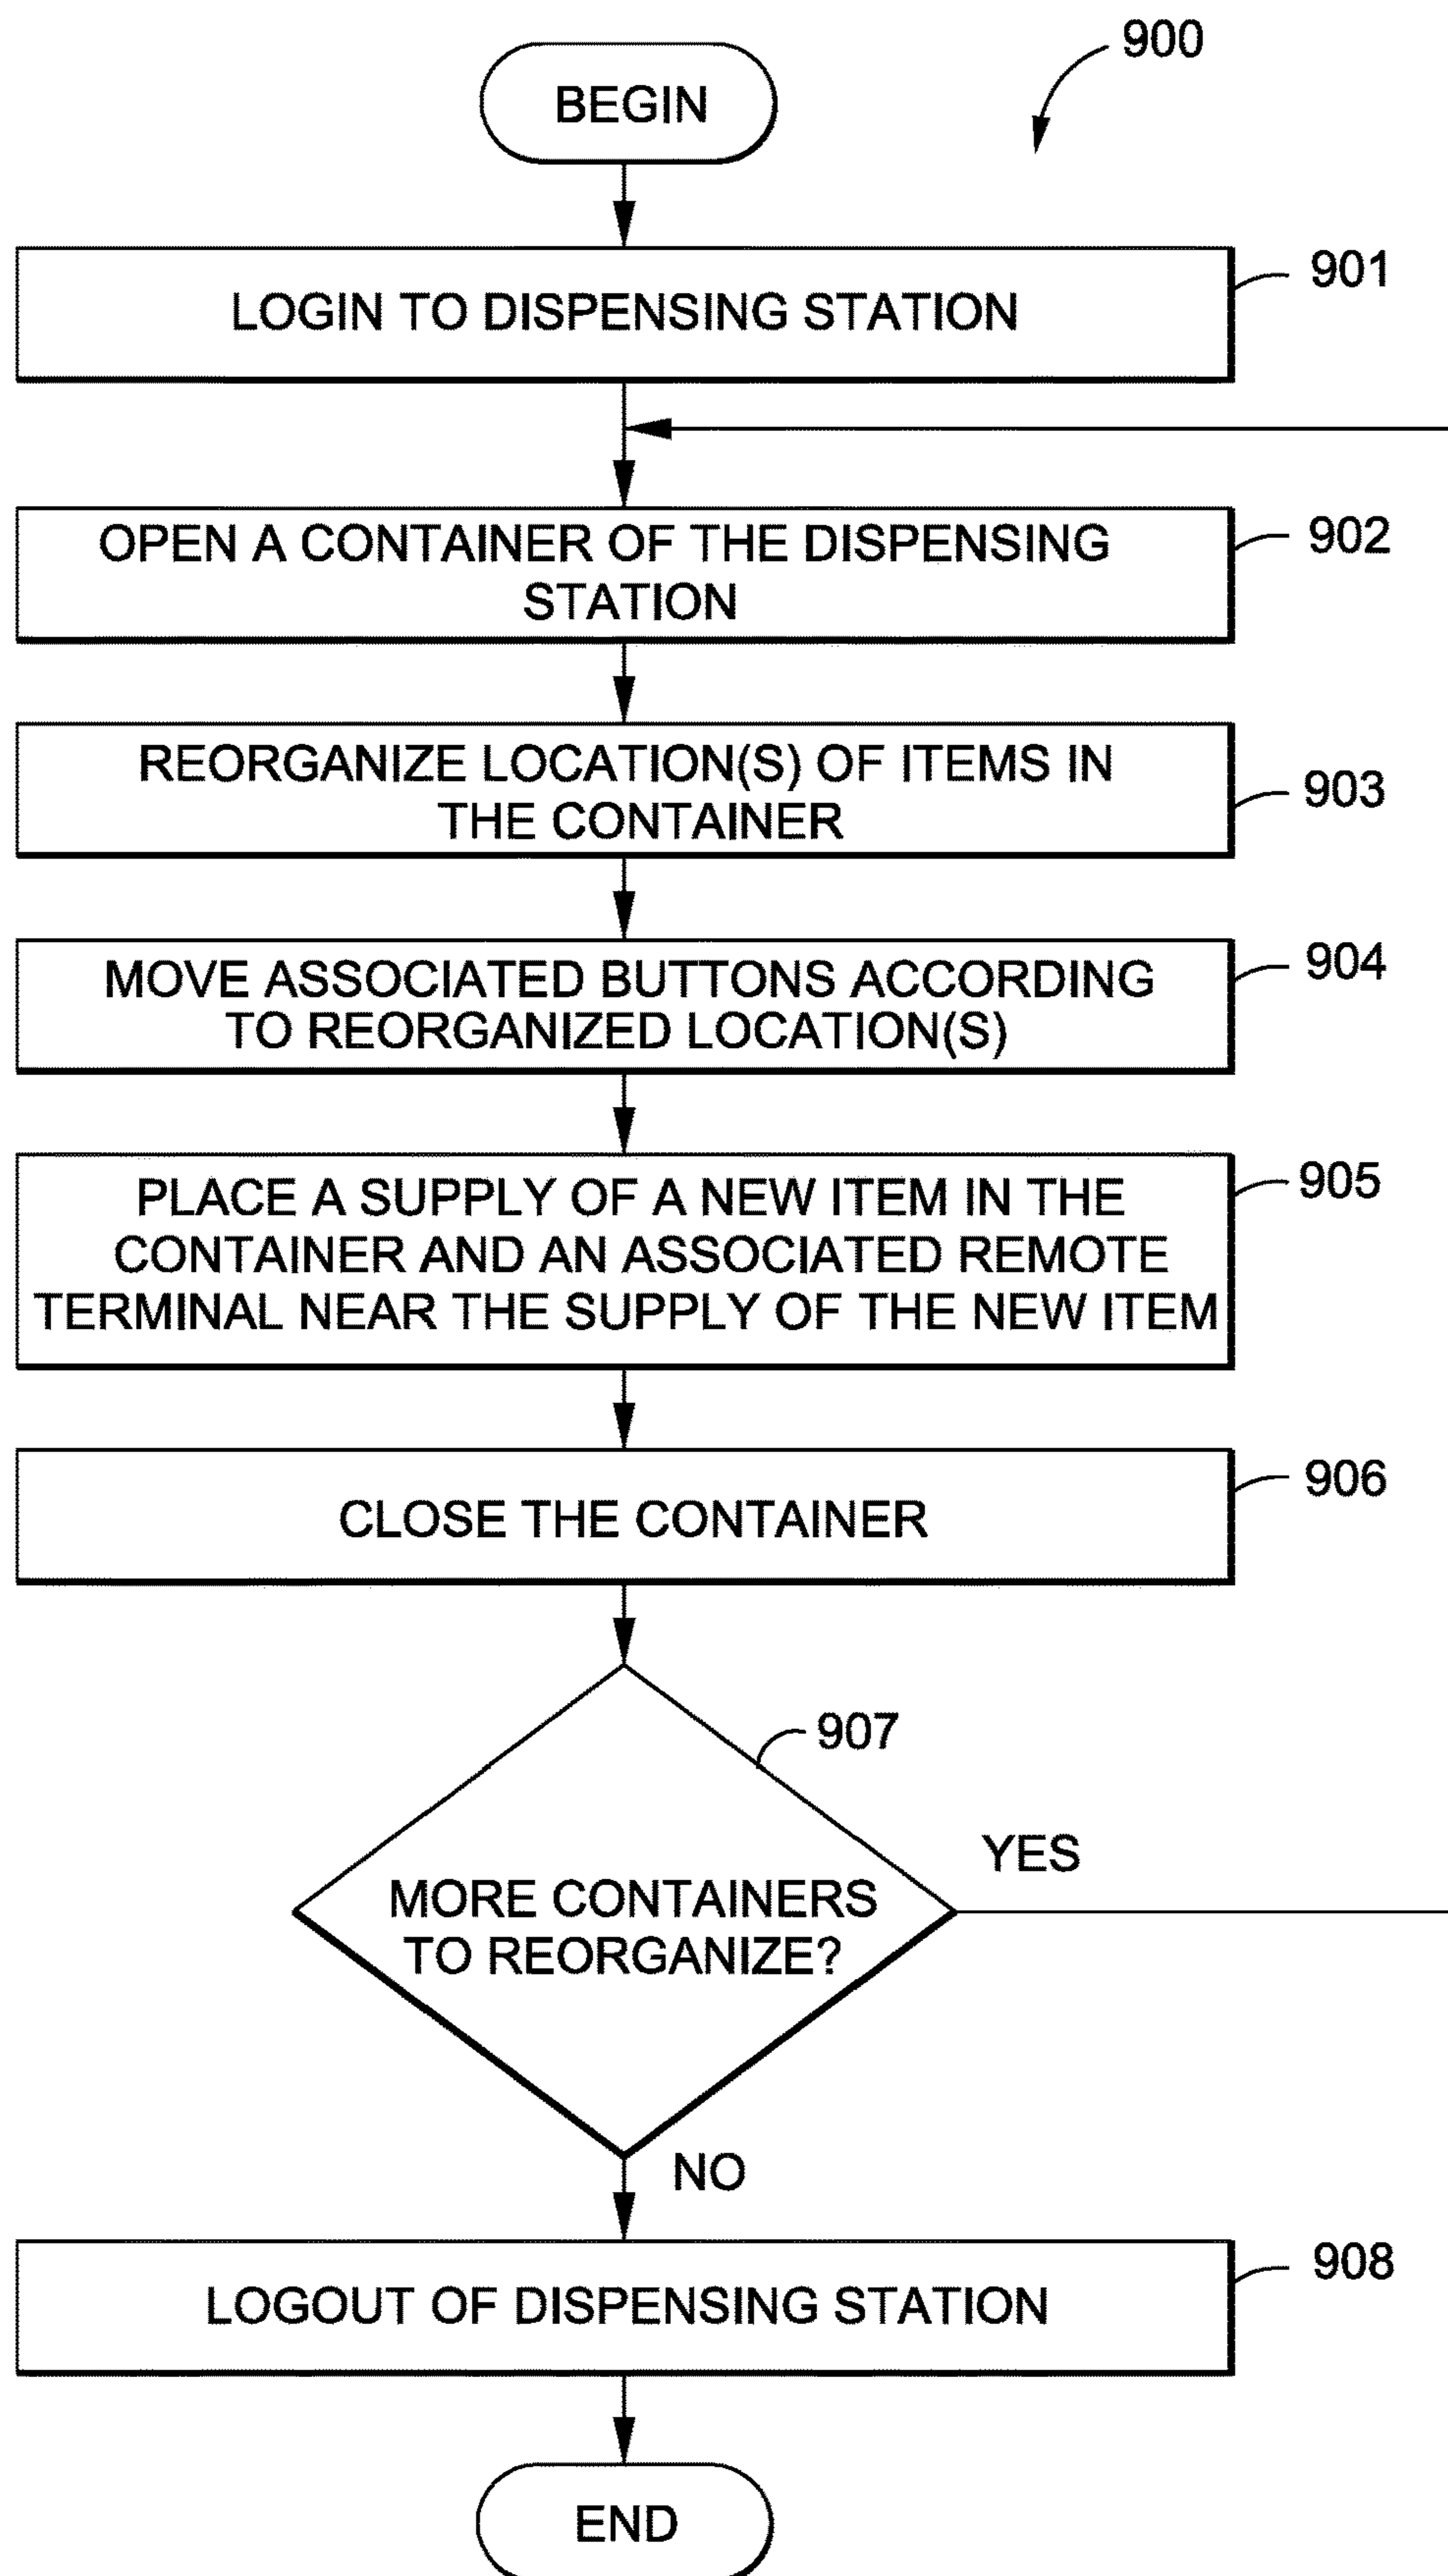 900
BEGIN
901
LOGIN TO DISPENSING STATION
902
OPEN A CONTAINER OF THE DISPENSING
STATION
903
REORGANIZE LOCATION(S) OF ITEMS IN
THE CONTAINER
904
MOVE ASSOCIATED BUTTONS ACCORDING
TO REORGANIZED LOCATION(S)
905
PLACE A SUPPLY OF A NEW ITEM IN THE
CONTAINER AND AN ASSOCIATED REMOTE
TERMINAL NEAR THE SUPPLY OF THE NEW ITEM
906
CLOSE THE CONTAINER
907
YES
MORE CONTAINERS
TO REORGANIZE?
NO
908
LOGOUT OF DISPENSING STATION
END